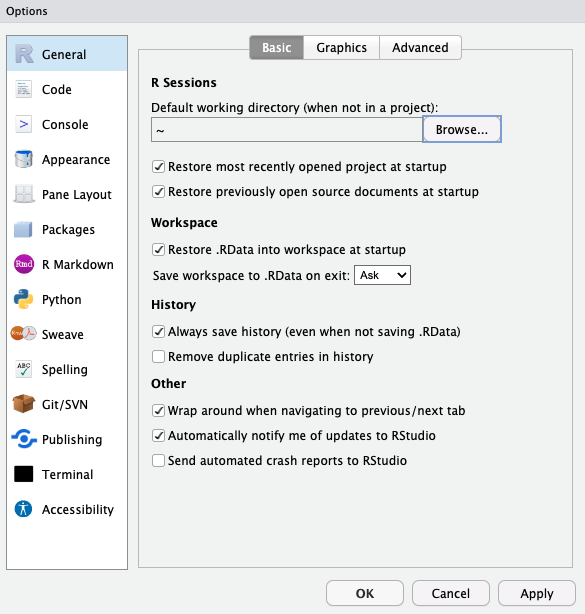 Options
General
Code
Console
Appearance
Pane Layout
Packages
Rmd
R Markdown
Python
Sweave
ABC
Spelling
Git/SVN
Publishing
Terminal
Accessibility
Basic
Graphics
Advanced
R Sessions
Default working directory (when not in a project):
~
Browse...
Restore most recently opened project at startup
Restore previously open source documents at startup
Workspace
Restore .RData into workspace at startup
Save workspace to .RData on exit: Ask
History
Always save history (even when not saving .RData)
Remove duplicate entries in history
Other
Wrap around when navigating to previous/next tab
Automatically notify me of updates to RStudio
Send automated crash reports to RStudio
OK
Cancel
Apply